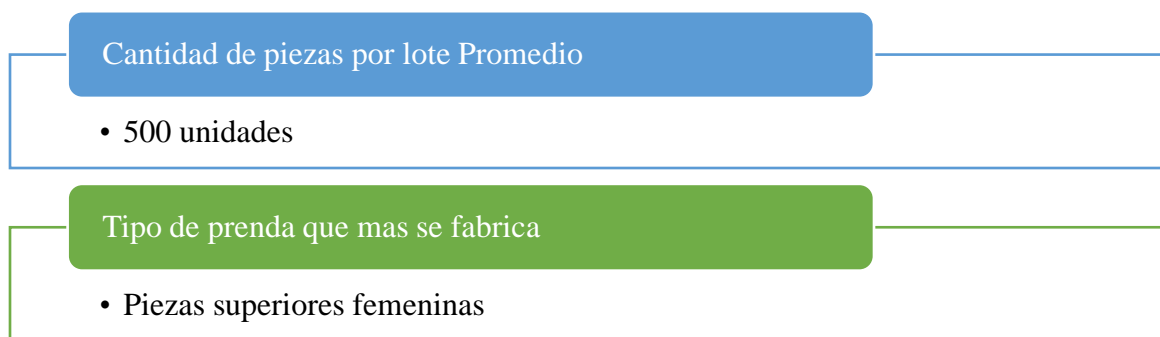 Cantidad de piezas por lote Promedio
• 500 unidades
Tipo de prenda que mas se fabrica
• Piezas superiores femeninas